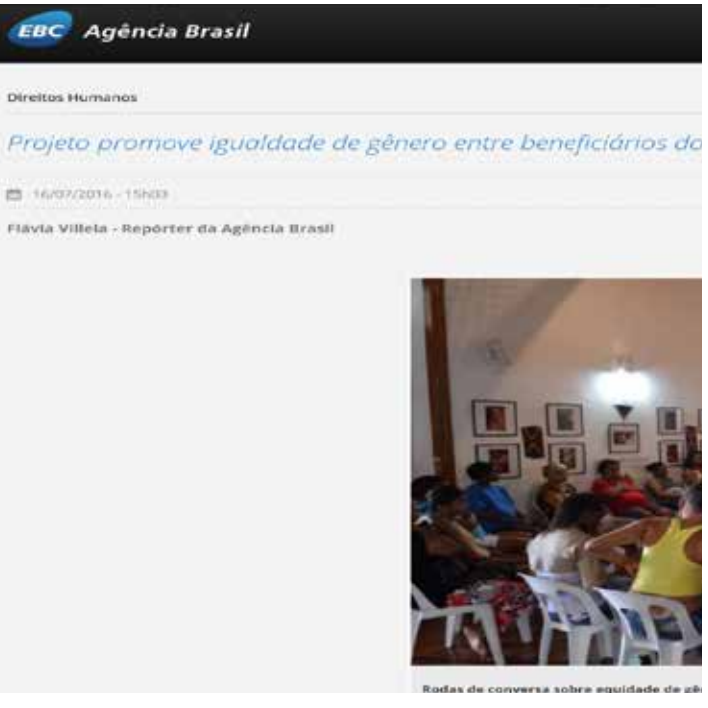 EBC Agência Brasil
Direitos Humanos
Projeto promove igualdade de gênero entre beneficiários do
16/07/2016 - 15h03
Flávia Villela - Repórter da Agência Brasil
Rodas de conversa sobre equidade de gê